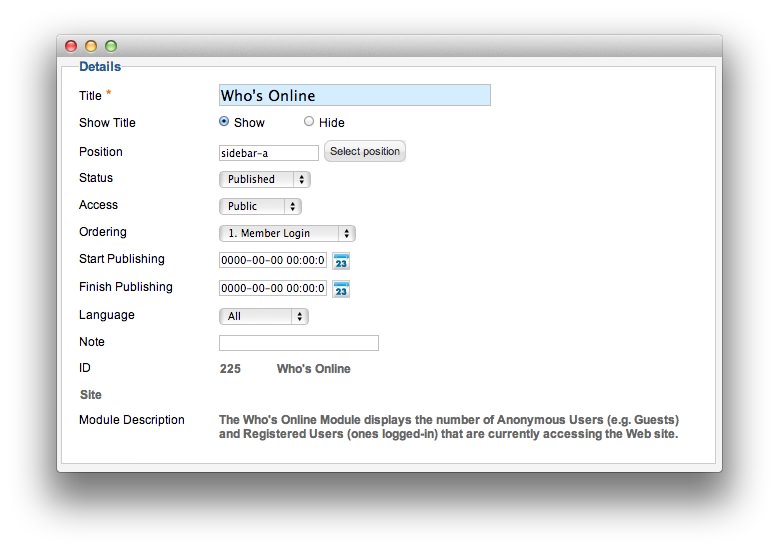 Details
Title * Who's Online
Show Title Show Hide
Position sidebar-a Select position
Status Published
Access Public
Ordering 1. Member Login
Start Publishing 0000-00-00 00:00:0 23
Finish Publishing 0000-00-00 00:00:0 23
Language All
Note
ID 225 Who's Online
Site
Module Description The Who's Online Module displays the number of Anonymous Users (e.g. Guests)
and Registered Users (ones logged-in) that are currently accessing the Web site.